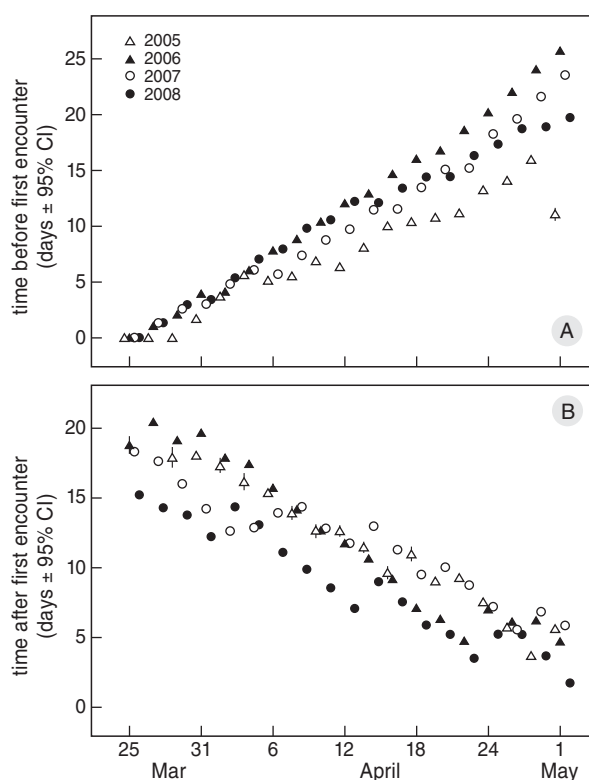 2005
2006
2007
2008
time before first encounter
(days ± 95% CI)
25
20
15
10
5
0
A
time after first encounter
(days ± 95% CI)
20
15
10
5
0
B
25 31 6 12 18 24 1
Mar April May